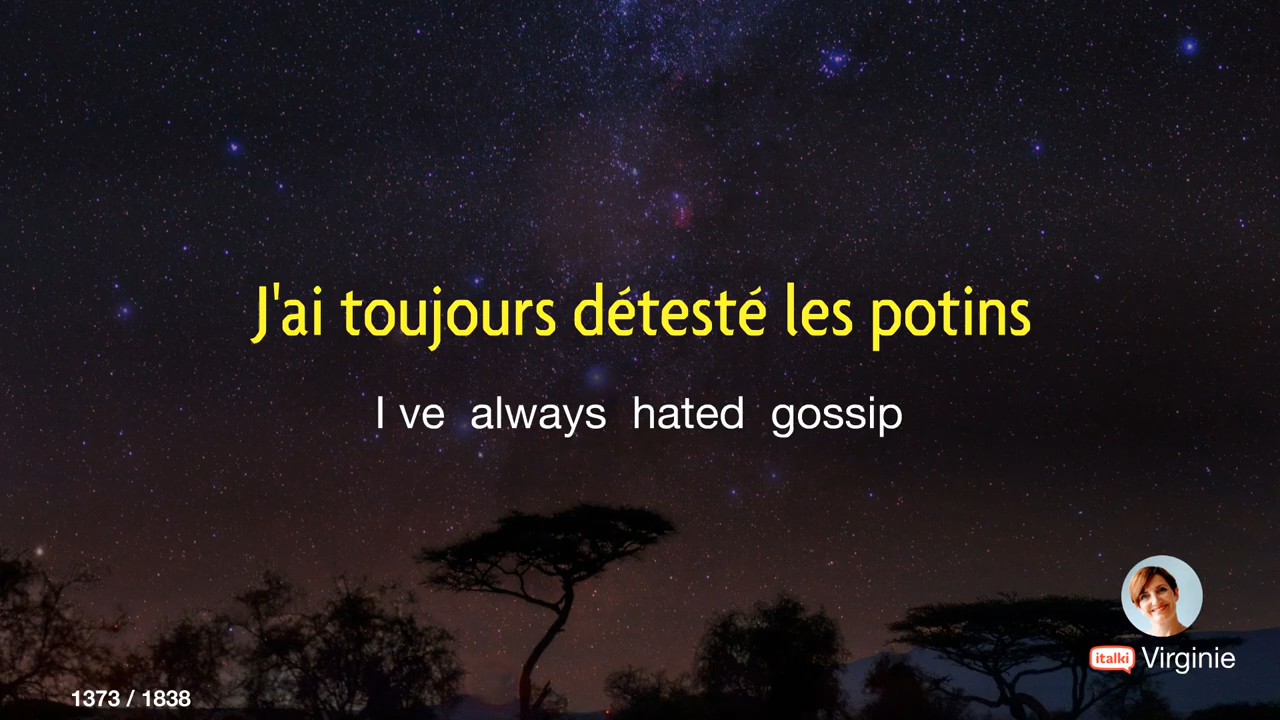 J'ai toujours détesté les potins
I ve always hated gossip
italki Virginie
1373 / 1838